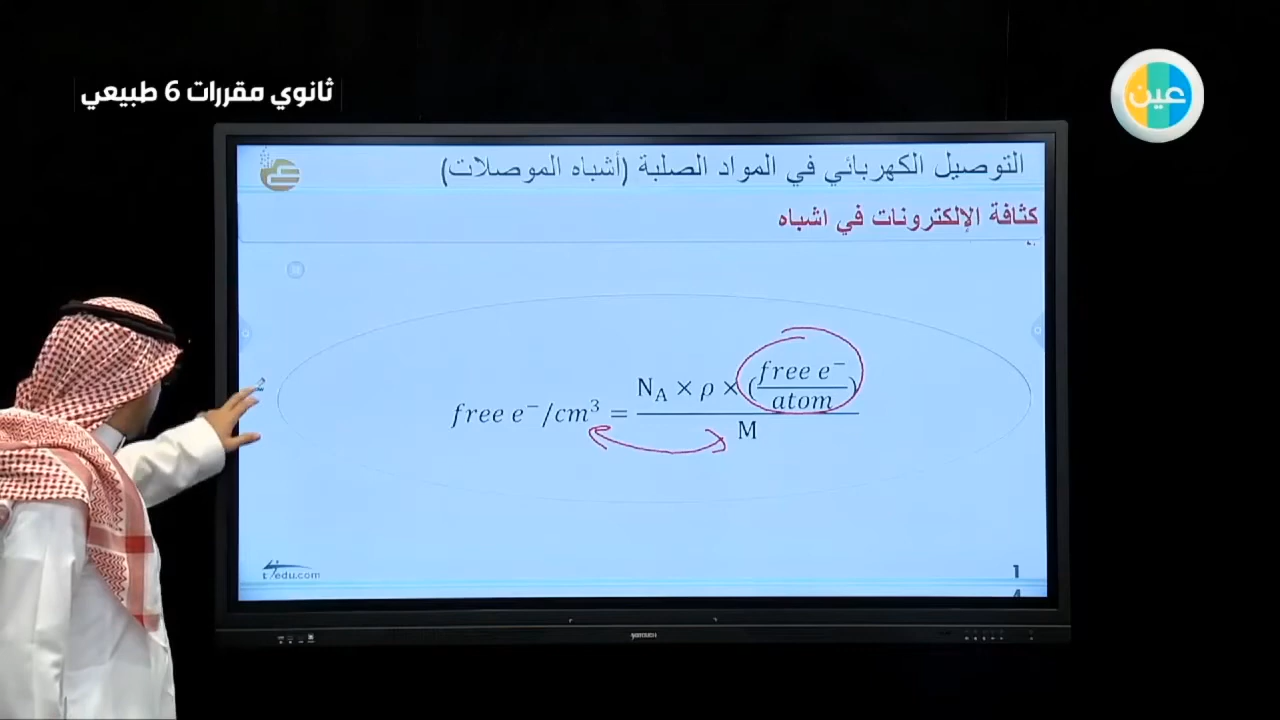 ثانوي مقررات 6 طبيعي
عين
التوصيل الكهربائي في المواد الصلبة (أشباه الموصلات)
كثافة الإلكترونات في اشباه
free e⁻/cm³ = (N_A × ρ × (free e⁻/atom)) / M
edu.com
1